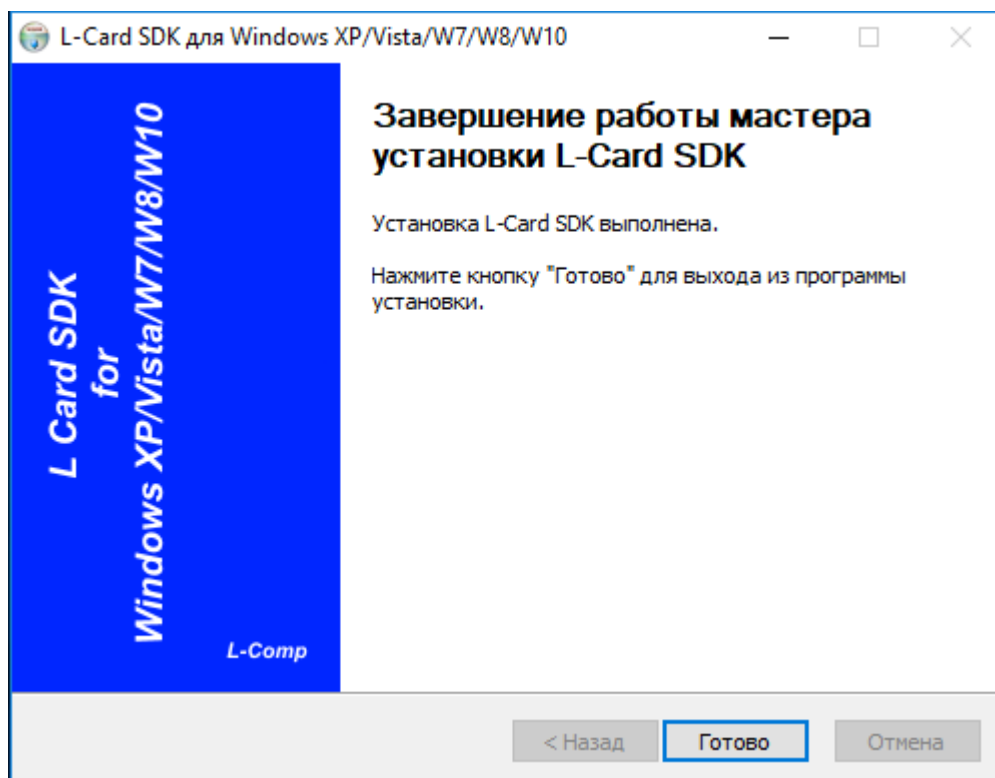 L-Card SDK для Windows XP/Vista/W7/W8/W10
L Card SDK
for
Windows XP/Vista/W7/W8/W10
L-Comp
Завершение работы мастера
установки L-Card SDK
Установка L-Card SDK выполнена.
Нажмите кнопку "Готово" для выхода из программы
установки.
< Назад
Готово
Отмена